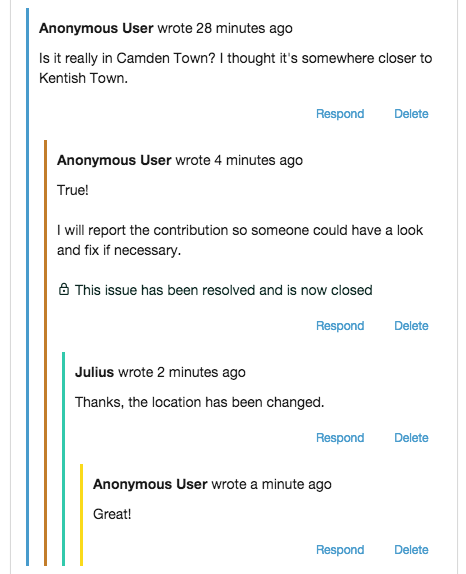 Anonymous User wrote 28 minutes ago
Is it really in Camden Town? I thought it's somewhere closer to
Kentish Town.
Respond Delete
Anonymous User wrote 4 minutes ago
True!
I will report the contribution so someone could have a look
and fix if necessary.
This issue has been resolved and is now closed
Respond Delete
Julius wrote 2 minutes ago
Thanks, the location has been changed.
Respond Delete
Anonymous User wrote a minute ago
Great!
Respond Delete